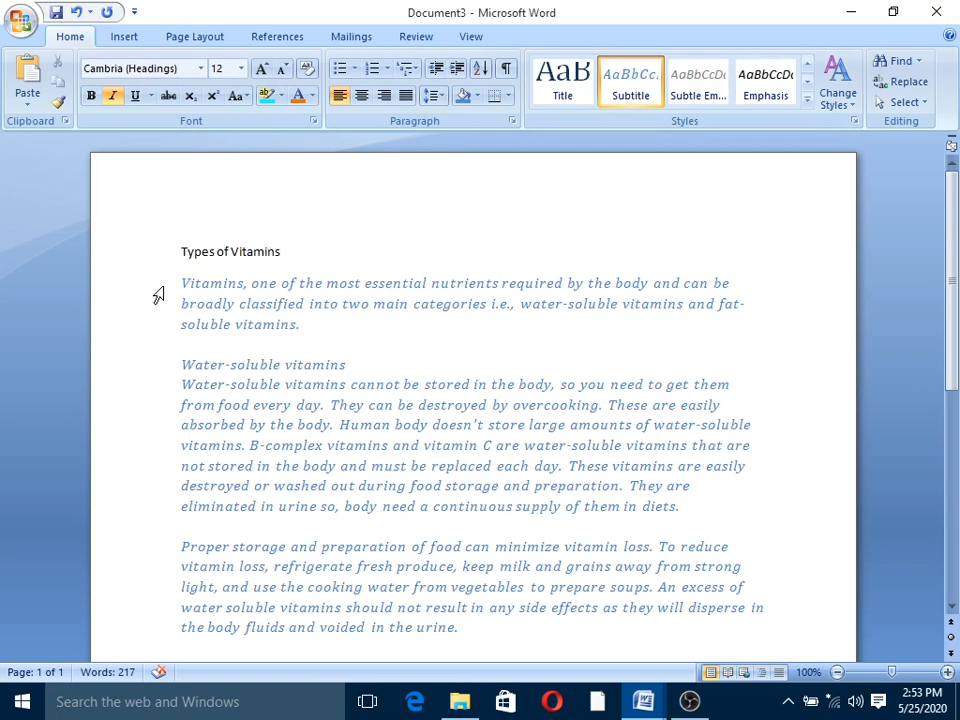 Document3 - Microsoft Word
Home Insert Page Layout References Mailings Review View
Paste
Cambria (Headings) 12
AaB AaBbCc. AaBbCcDc AaBbCcDc
Title Subtitle Subtle Em... Emphasis
Change Styles
Find
Replace
Select
Clipboard Font Paragraph Styles Editing
Types of Vitamins
Vitamins, one of the most essential nutrients required by the body and can be
broadly classified into two main categories i.e., water-soluble vitamins and fat-
soluble vitamins.
Water-soluble vitamins
Water-soluble vitamins cannot be stored in the body, so you need to get them
from food every day. They can be destroyed by overcooking. These are easily
absorbed by the body. Human body doesn't store large amounts of water-soluble
vitamins. B-complex vitamins and vitamin C are water-soluble vitamins that are
not stored in the body and must be replaced each day. These vitamins are easily
destroyed or washed out during food storage and preparation. They are
eliminated in urine so, body need a continuous supply of them in diets.
Proper storage and preparation of food can minimize vitamin loss. To reduce
vitamin loss, refrigerate fresh produce, keep milk and grains away from strong
light, and use the cooking water from vegetables to prepare soups. An excess of
water soluble vitamins should not result in any side effects as they will disperse in
the body fluids and voided in the urine.
Page: 1 of 1 Words: 217 100%
Search the web and Windows
2:53 PM
5/25/2020